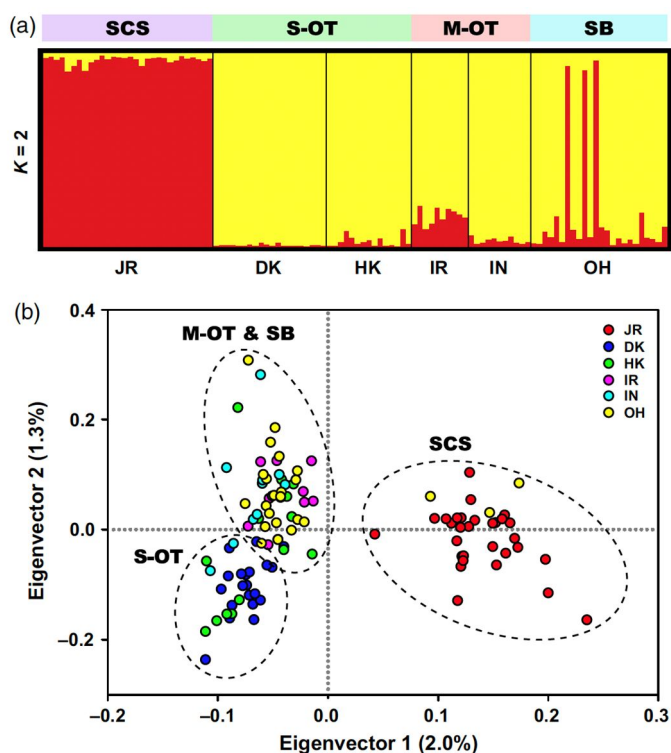 (a)
SCS S-OT M-OT SB
K = 2
JR DK HK IR IN OH
(b)
0.4
0.2
0.0
−0.2
Eigenvector 2 (1.3%)
M-OT & SB
SCS
S-OT
JR
DK
HK
IR
IN
OH
−0.2 −0.1 0.0 0.1 0.2 0.3
Eigenvector 1 (2.0%)